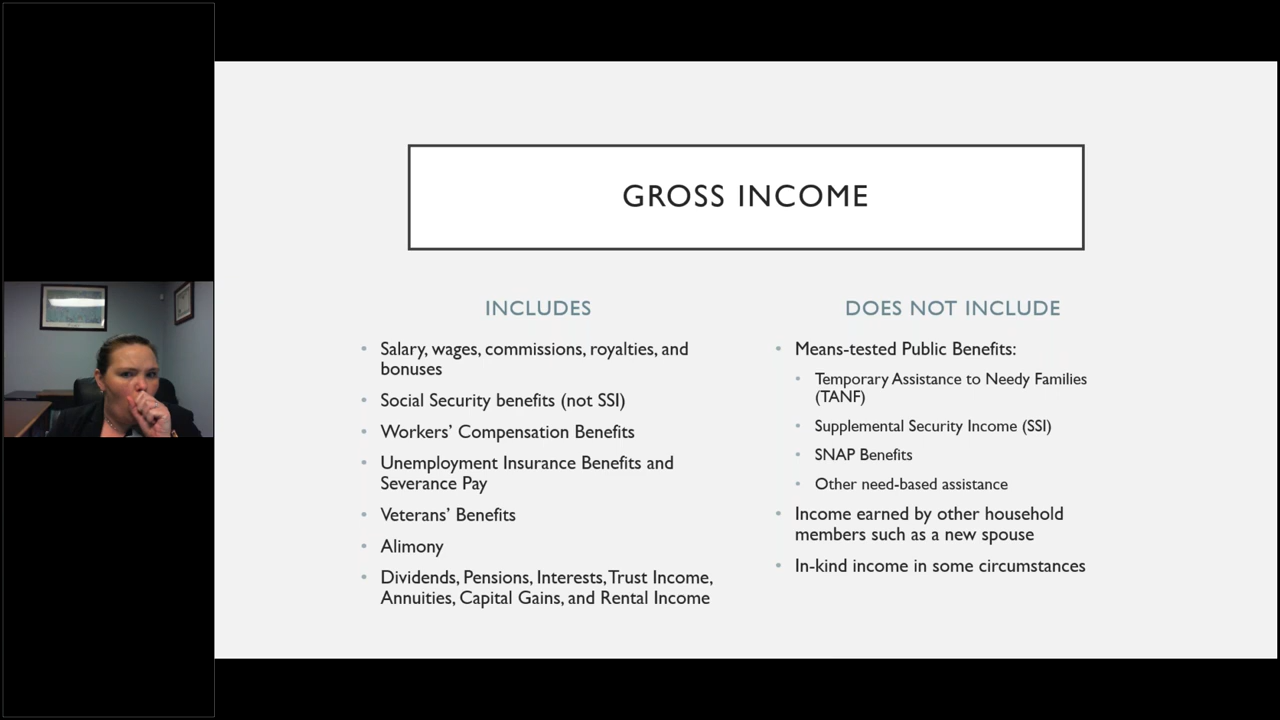 GROSS INCOME
INCLUDES
Salary, wages, commissions, royalties, and
bonuses
Social Security benefits (not SSI)
Workers' Compensation Benefits
Unemployment Insurance Benefits and
Severance Pay
Veterans' Benefits
Alimony
Dividends, Pensions, Interests, Trust Income,
Annuities, Capital Gains, and Rental Income
DOES NOT INCLUDE
Means-tested Public Benefits:
Temporary Assistance to Needy Families
(TANF)
Supplemental Security Income (SSI)
SNAP Benefits
Other need-based assistance
Income earned by other household
members such as a new spouse
In-kind income in some circumstances